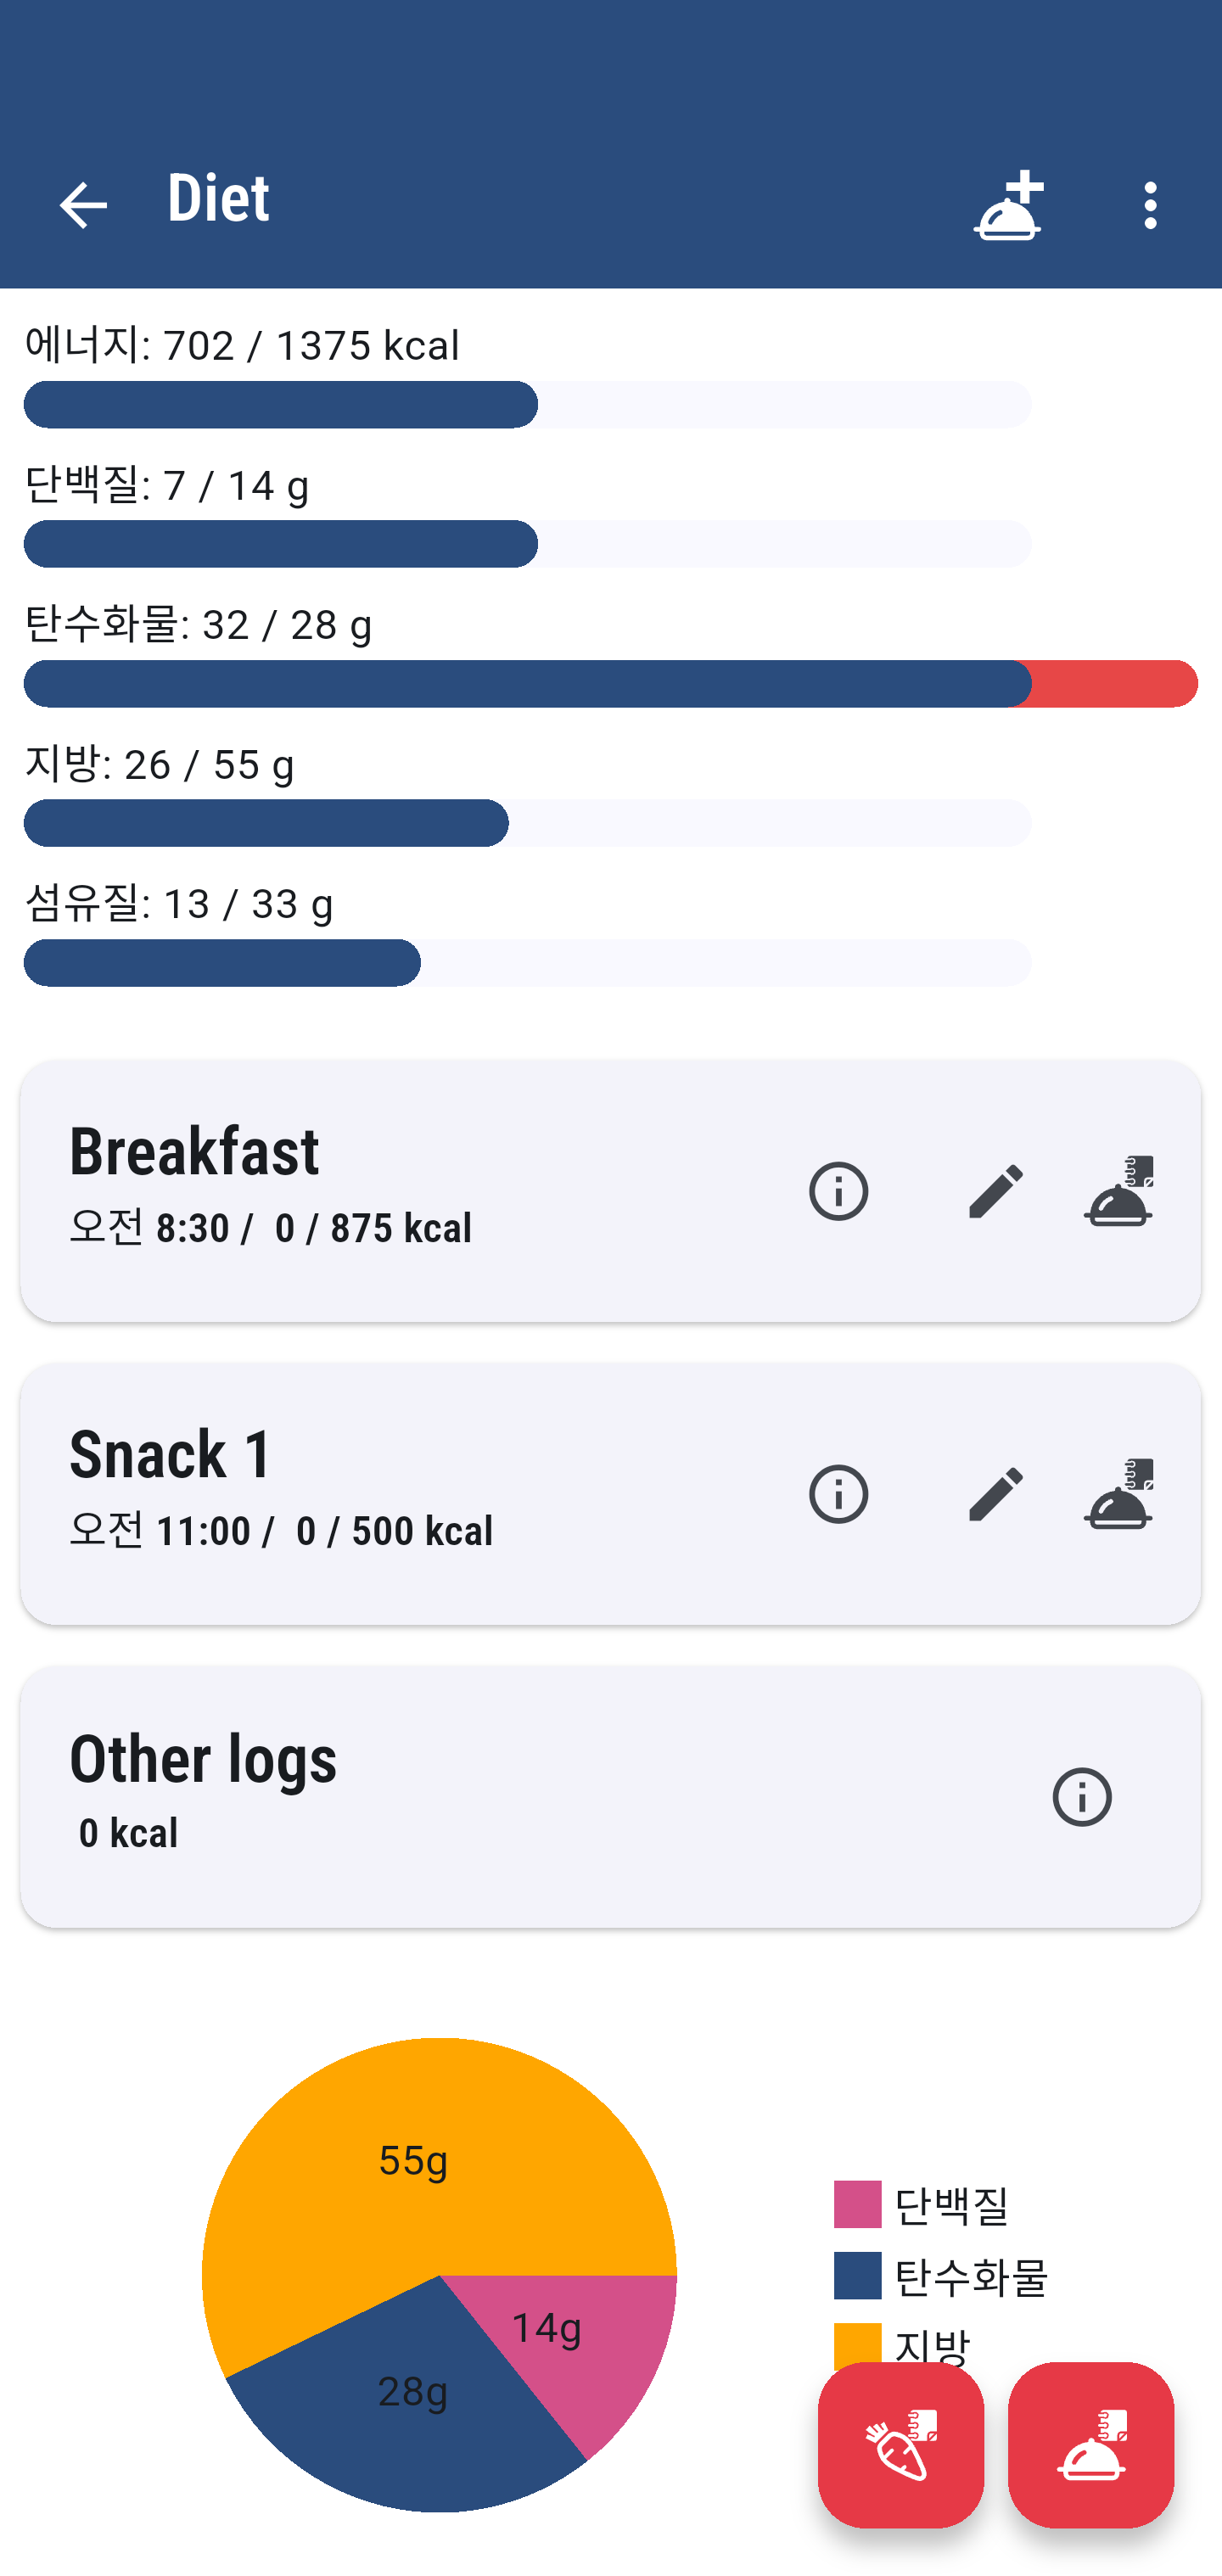 Diet
에너지: 702 / 1375 kcal
단백질: 7 / 14 g
탄수화물: 32 / 28 g
지방: 26 / 55 g
섬유질: 13 / 33 g
Breakfast
오전 8:30 /  0 / 875 kcal
Snack 1
오전 11:00 /  0 / 500 kcal
Other logs
0 kcal
55g
14g
28g
단백질
탄수화물
지방